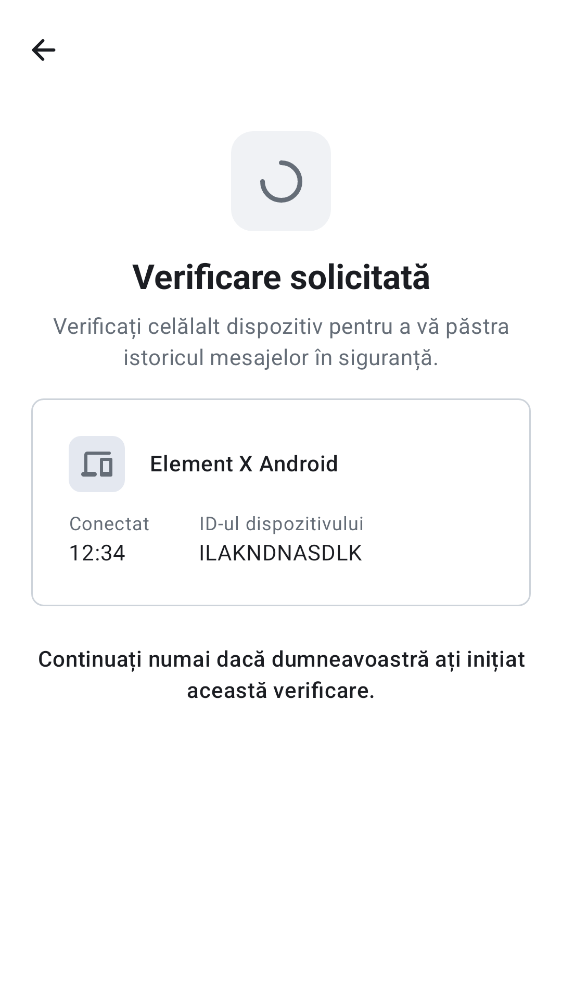 Verificare solicitată
Verificați celălalt dispozitiv pentru a vă păstra
istoricul mesajelor în siguranță.
Element X Android
Conectat
ID-ul dispozitivului
12:34
ILAKNDNASDLK
Continuați numai dacă dumneavoastră ați inițiat
această verificare.